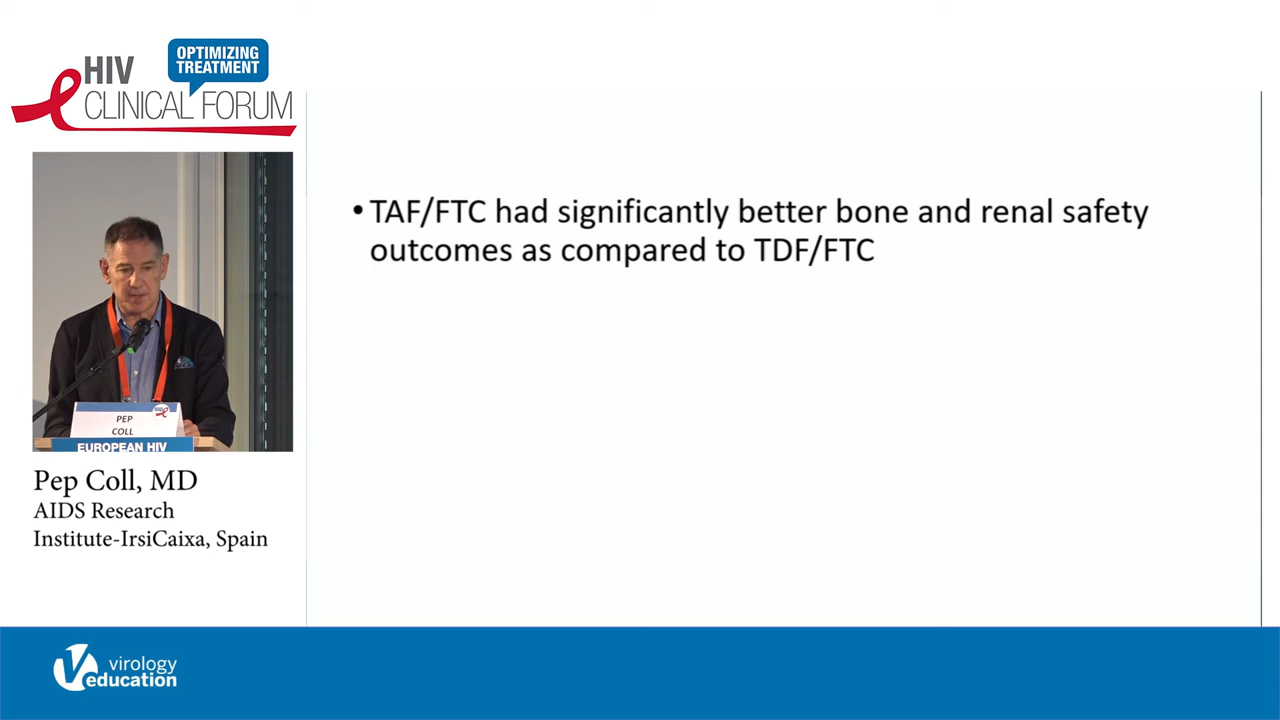 OPTIMIZING
TREATMENT
HIV
CLINICAL FORUM
• TAF/FTC had significantly better bone and renal safety
outcomes as compared to TDF/FTC
PEP
COLL
EUROPEAN HIV
Pep Coll, MD
AIDS Research
Institute-IrsiCaixa, Spain
virology
education